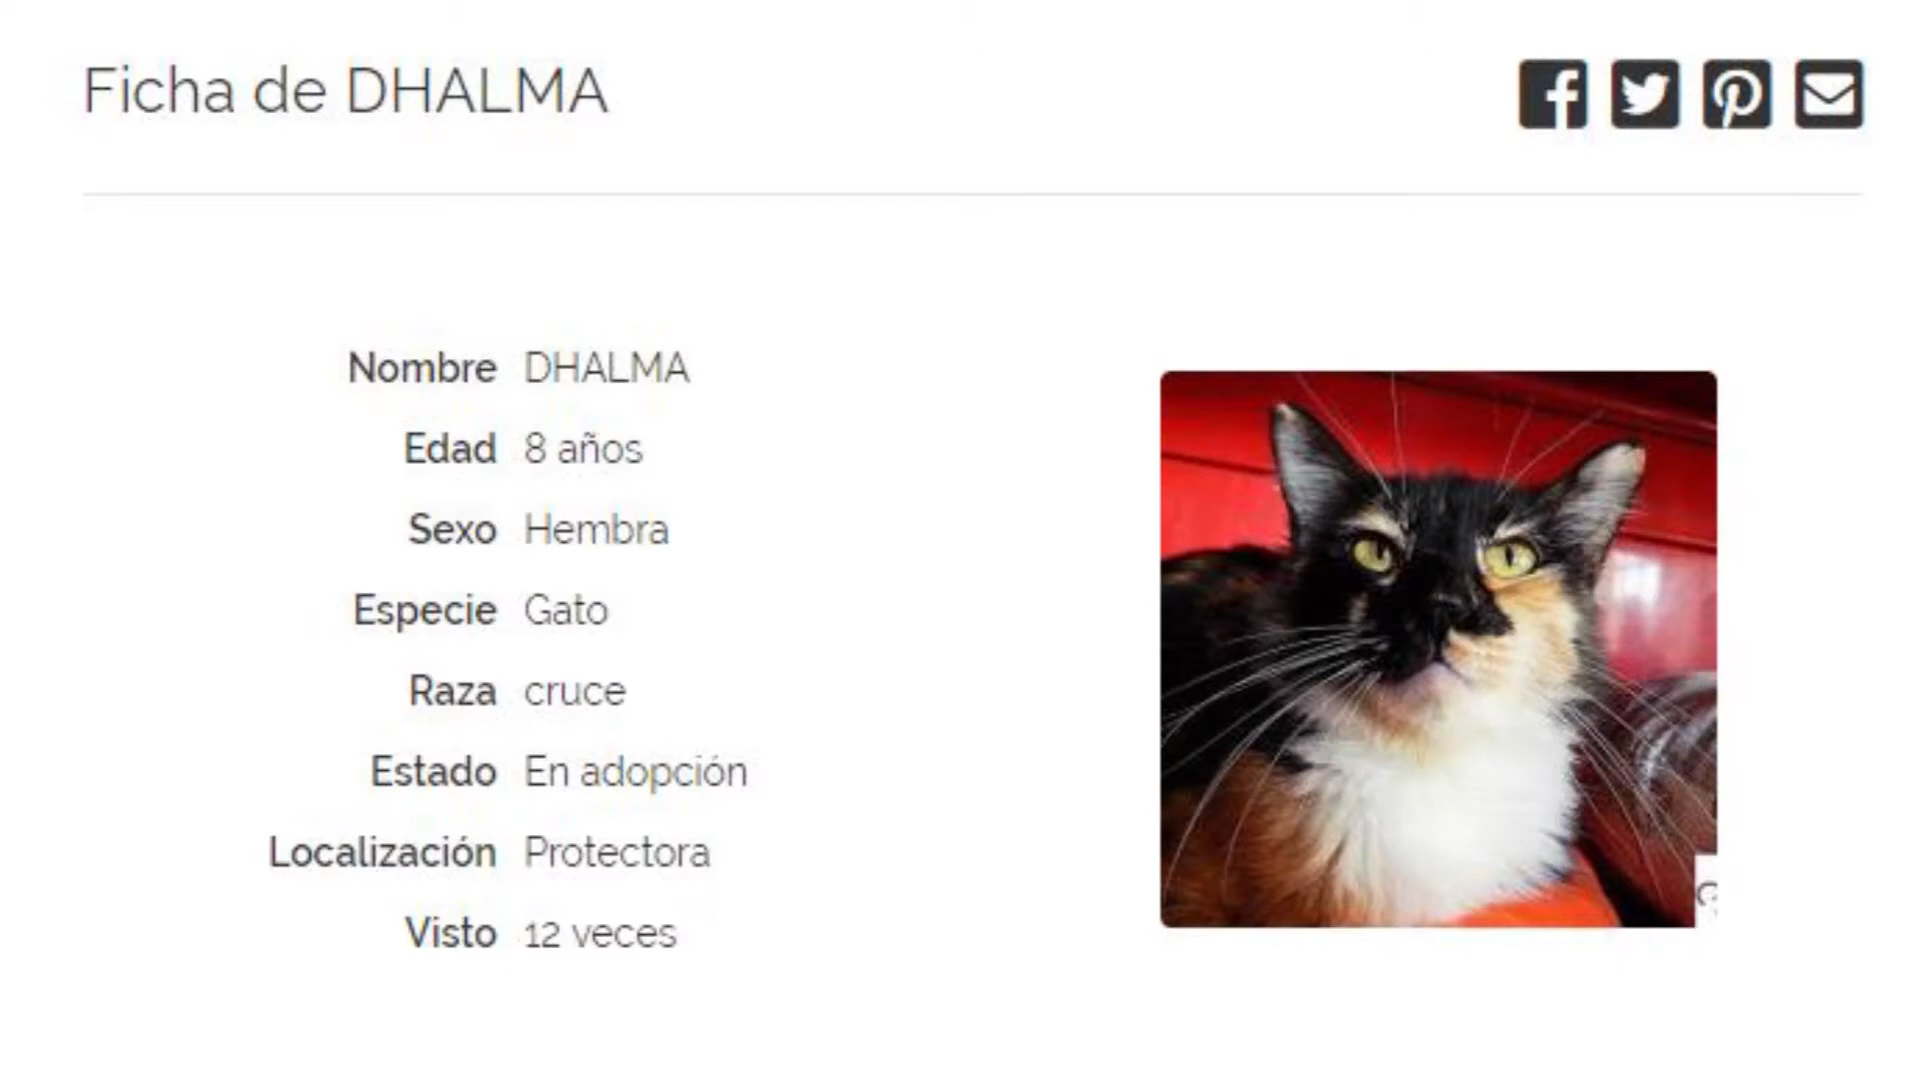 Ficha de DHALMA
Nombre DHALMA
Edad 8 años
Sexo Hembra
Especie Gato
Raza cruce
Estado En adopción
Localización Protectora
Visto 12 veces